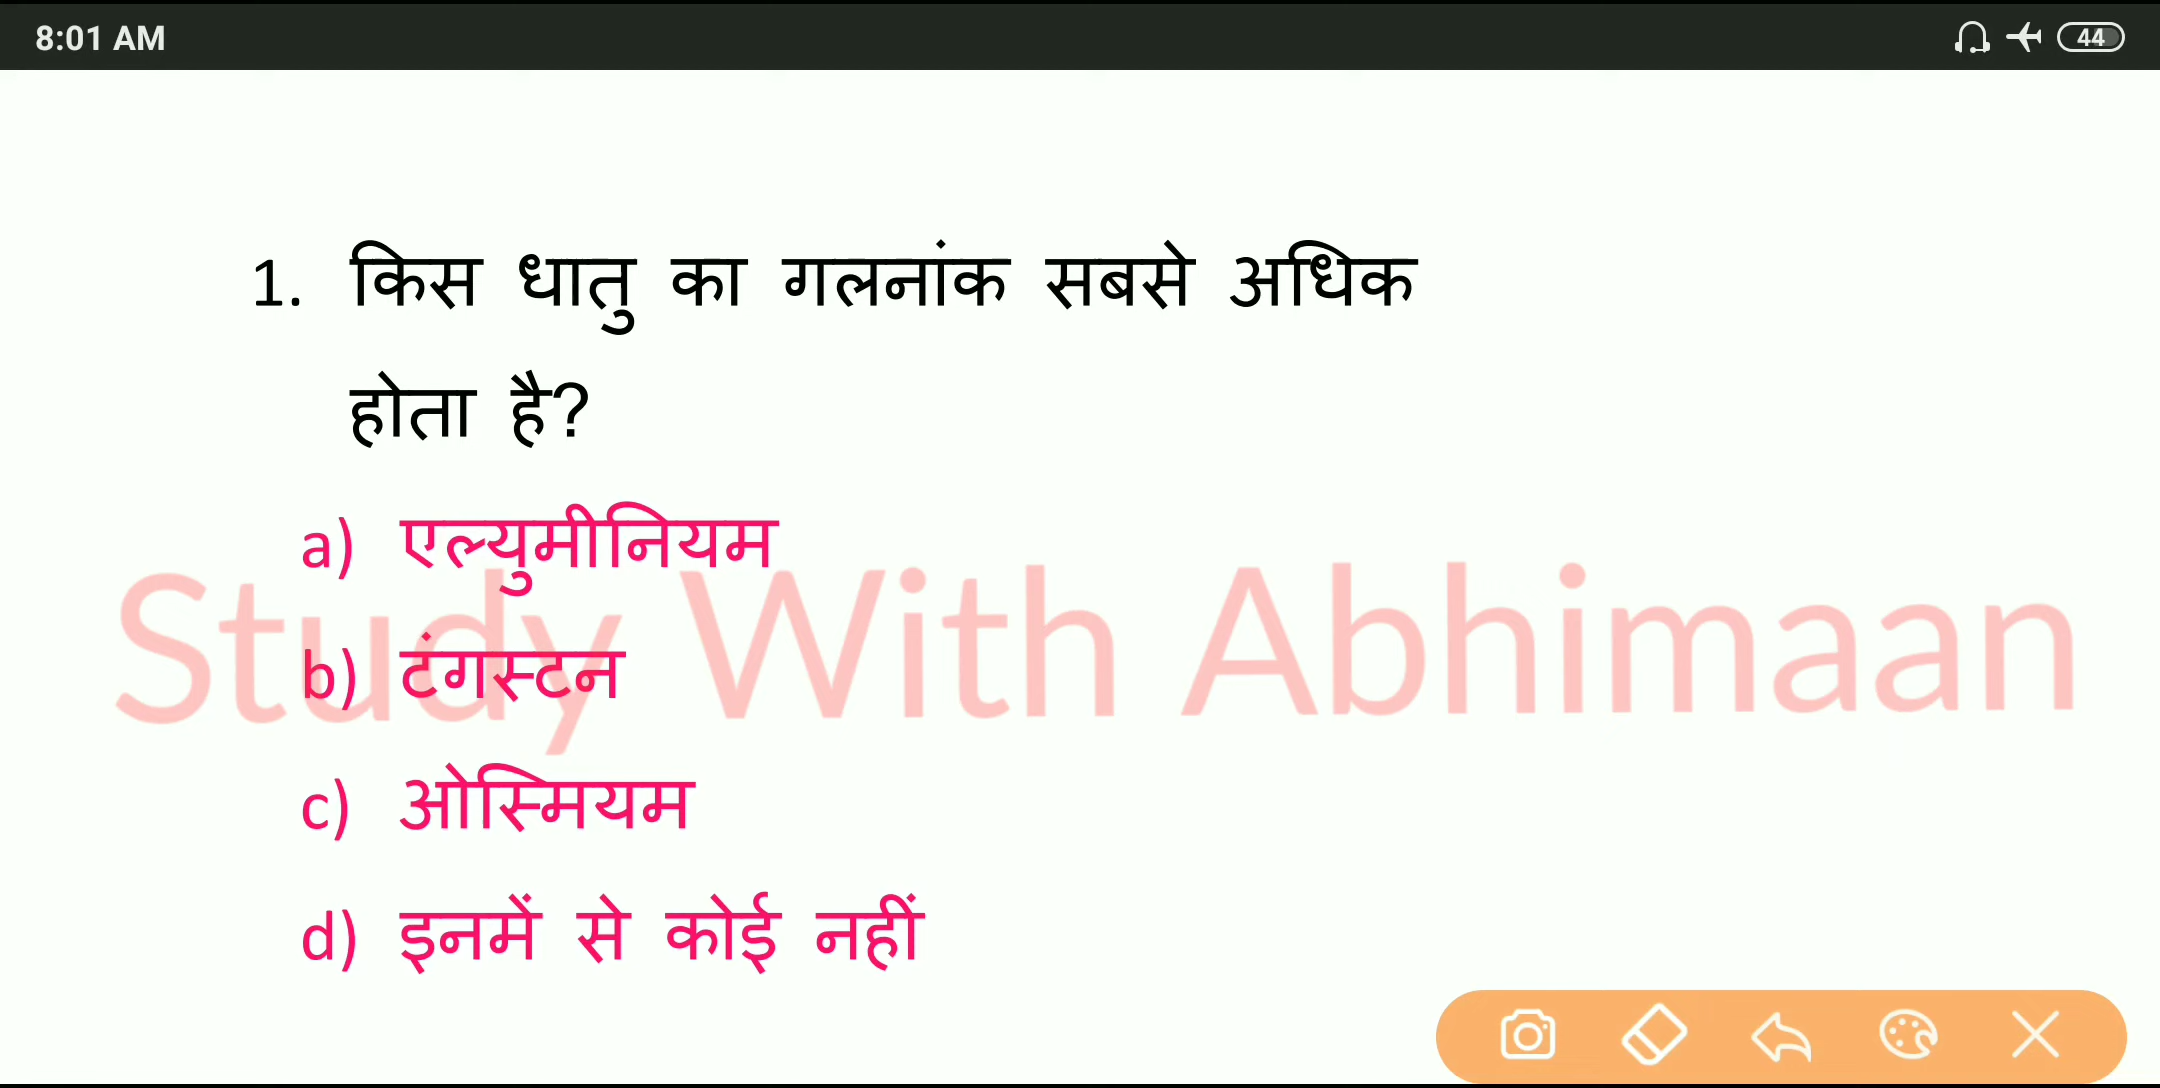 8:01 AM
44
1. किस धातु का गलनांक सबसे अधिक
होता है?
a) एल्युमीनियम
b) टंगस्टन
c) ओस्मियम
d) इनमें से कोई नहीं
Study With Abhimaan